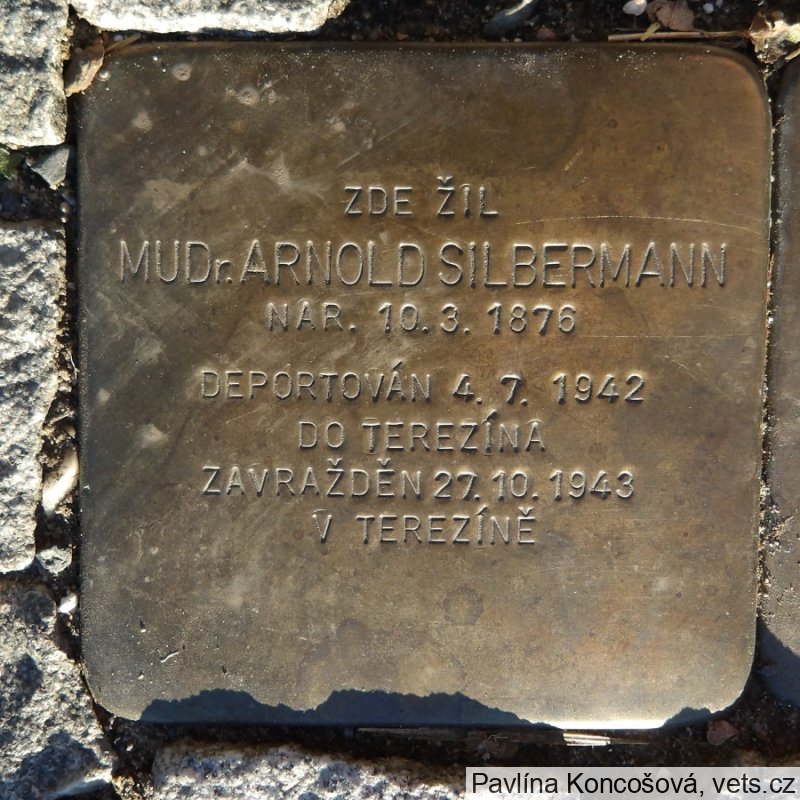 ZDE ŽIL
MUDr. ARNOLD SILBERMANN
NAR. 10. 3. 1876
DEPORTOVÁN 4. 7. 1942
DO TEREZÍNA
ZAVRAŽDĚN 27. 10. 1943
V TEREZÍNĚ
Pavlína Koncošová, vets.cz